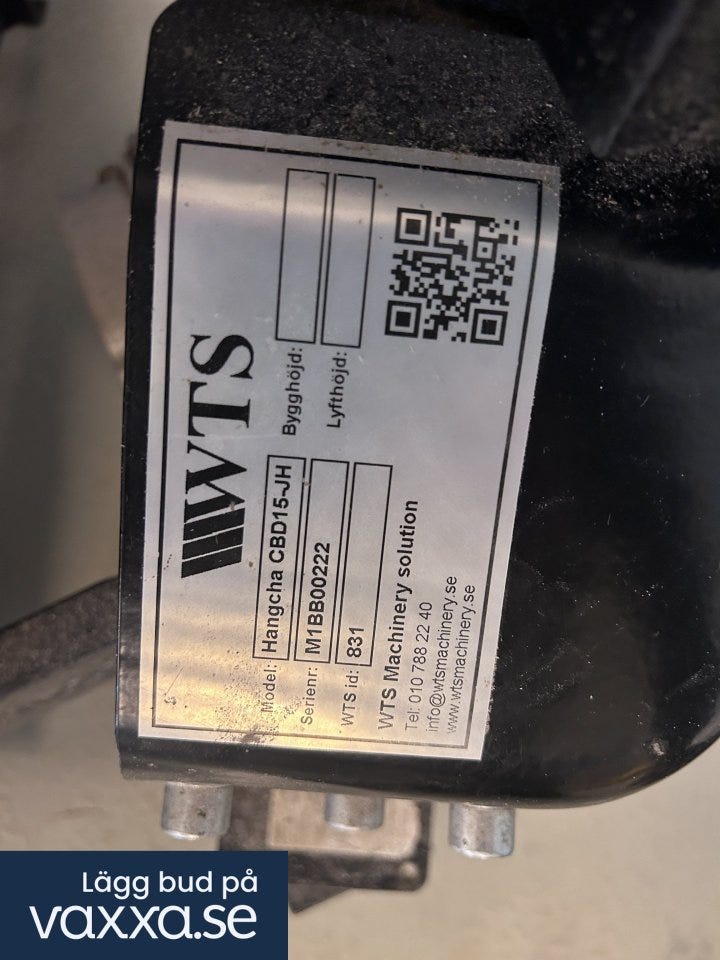 WTS
Model: Hangcha CBD15-JH
Serienr: M1BB00222
WTS id: 831
Bygghöjd:
Lyfthöjd:
WTS Machinery solution
Tel: 010 788 22 40
info@wtsmachinery.se
www.wtsmachinery.se
Lägg bud på
vaxxa.se